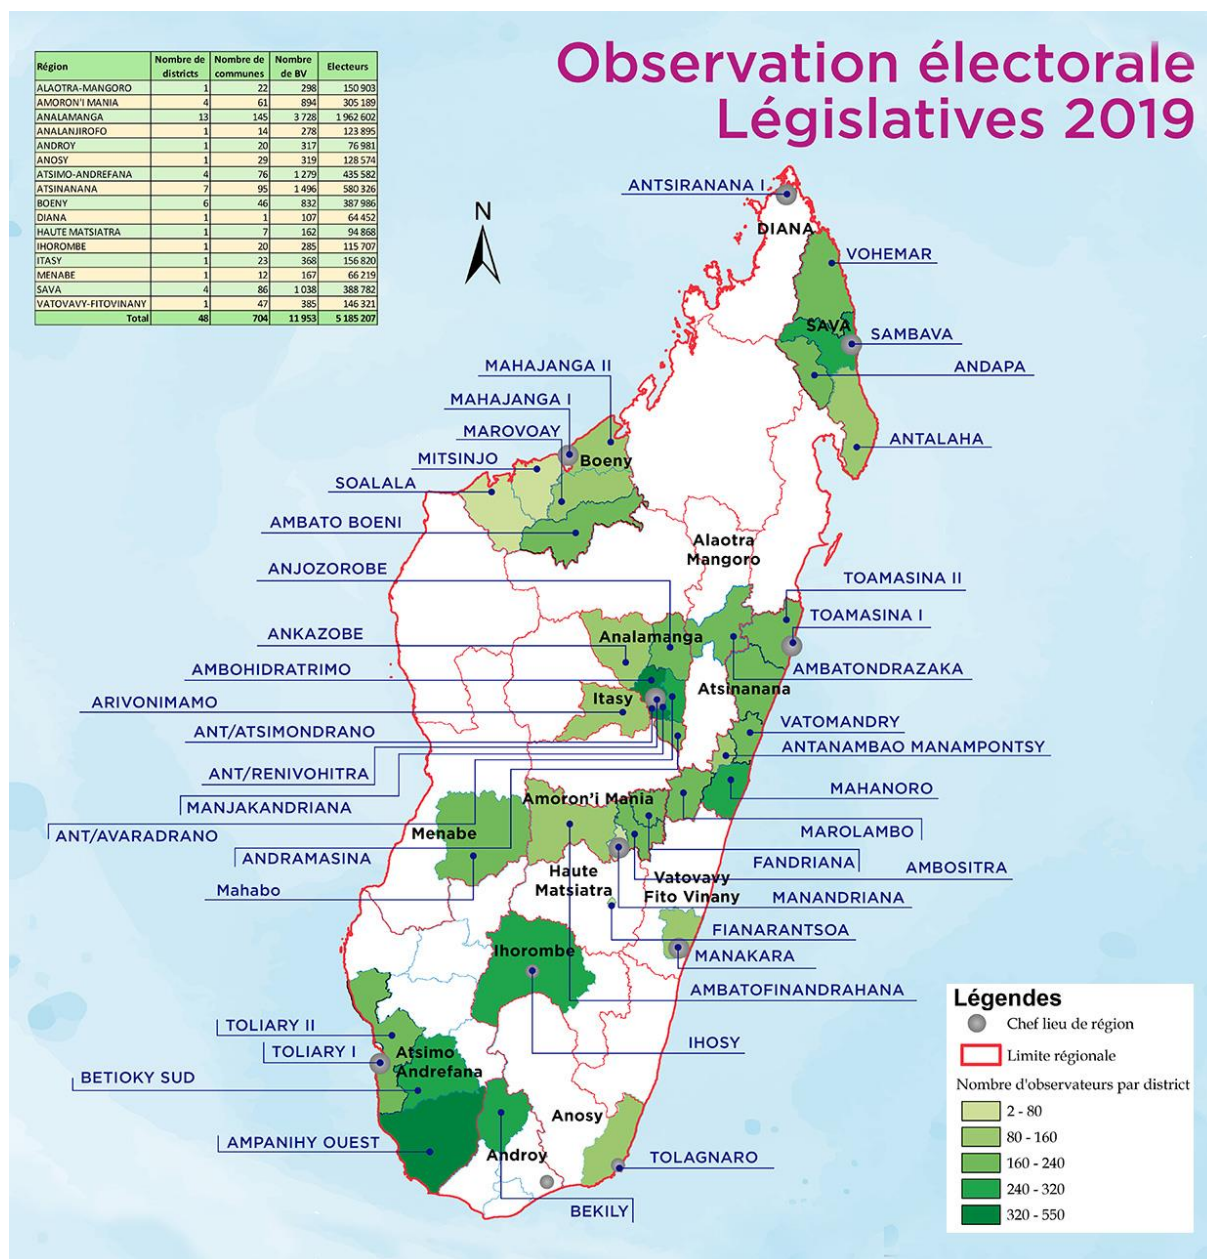 Observation électorale
Législatives 2019
Région Nombre de districts Nombre de communes Nombre de BV Electeurs
ALAOTRA-MANGORO 1 22 298 150 903
AMORON'I MANIA 4 61 894 305 189
ANALAMANGA 13 145 3 728 1 962 602
ANALANJIROFO 1 14 278 123 895
ANDROY 1 20 317 76 981
ANOSY 1 29 319 128 574
ATSIMO-ANDREFANA 4 76 1 279 435 582
ATSINANANA 7 95 1 496 580 326
BOENY 6 46 832 387 986
DIANA 1 1 107 64 452
HAUTE MATSIATRA 1 7 162 94 868
IHOROMBE 1 20 285 115 707
ITASY 1 23 368 156 820
MENABE 1 12 167 66 219
SAVA 4 86 1 038 388 782
VATOVAVY-FITOVINANY 1 47 385 146 321
Total 48 704 11 953 5 185 207
N
ANTSIRANANA I
DIANA
VOHEMAR
SAVA
SAMBAVA
ANDAPA
MAHAJANGA II
MAHAJANGA I
MAROVOAY
ANTALAHA
MITSINJO
Boeny
SOALALA
AMBATO BOENI
Alaotra
Mangoro
ANJOZOROBE
TOAMASINA II
TOAMASINA I
ANKAZOBE
Analamanga
AMBOHIDRATRIMO
AMBATONDRAZAKA
Atsinanana
ARIVONIMAMO
Itasy
VATOMANDRY
ANT/ATSIMONDRANO
ANTANAMBAO MANAMPONTSY
ANT/RENIVOHITRA
MAHANORO
MANJAKANDRIANA
Amoron'i Mania
ANT/AVARADRANO
Menabe
MAROLAMBO
ANDRAMASINA
FANDRIANA
AMBOSITRA
Haute
Matsiatra
Vatovavy
Fito Vinany
Mahabo
MANANDRIANA
FIANARANTSOA
Ihorombe
MANAKARA
AMBATOFINANDRAHANA
TOLIARY II
IHOSY
TOLIARY I
Atsimo
Andrefana
BETIOKY SUD
Anosy
AMPANIHY OUEST
Androy
TOLAGNARO
BEKILY
Légendes
Chef lieu de région
Limite régionale
Nombre d'observateurs par district
2 - 80
80 - 160
160 - 240
240 - 320
320 - 550